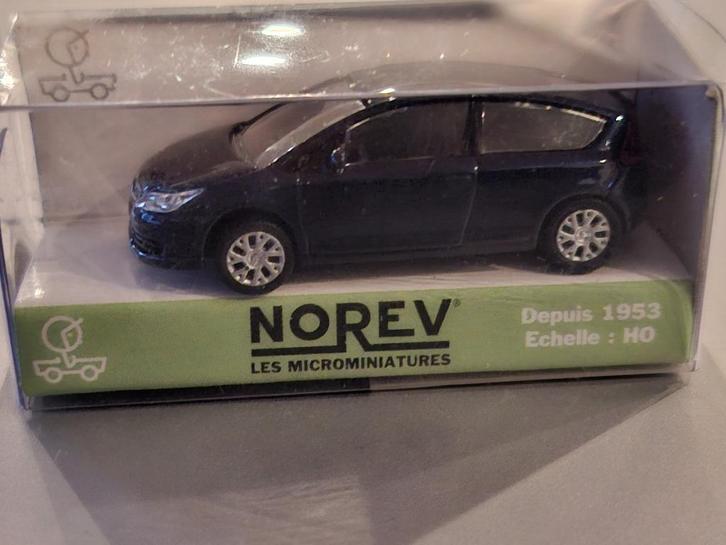 NOREV®
LES MICROMINIATURES
Depuis 1953
Echelle : HO